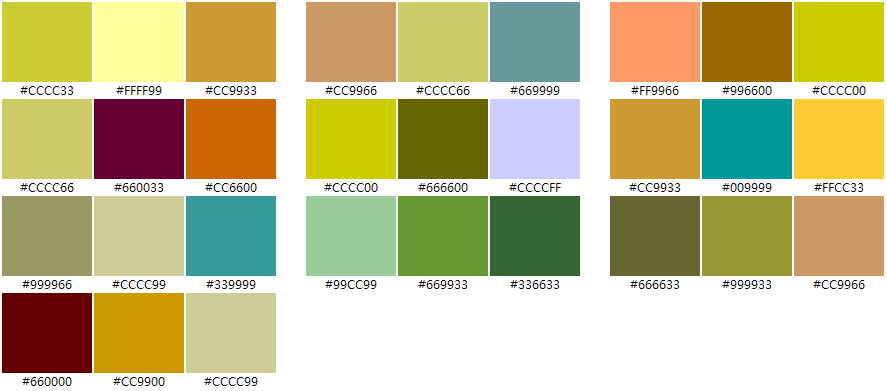 #CCCC33 #FFFF99 #CC9933 #CC9966 #CCCC66 #669999 #FF9966 #996600 #CCCC00
#CCCC66 #660033 #CC6600 #CCCC00 #666600 #CCCCFF #CC9933 #009999 #FFCC33
#999966 #CCCC99 #339999 #99CC99 #669933 #336633 #666633 #999933 #CC9966
#660000 #CC9900 #CCCC99